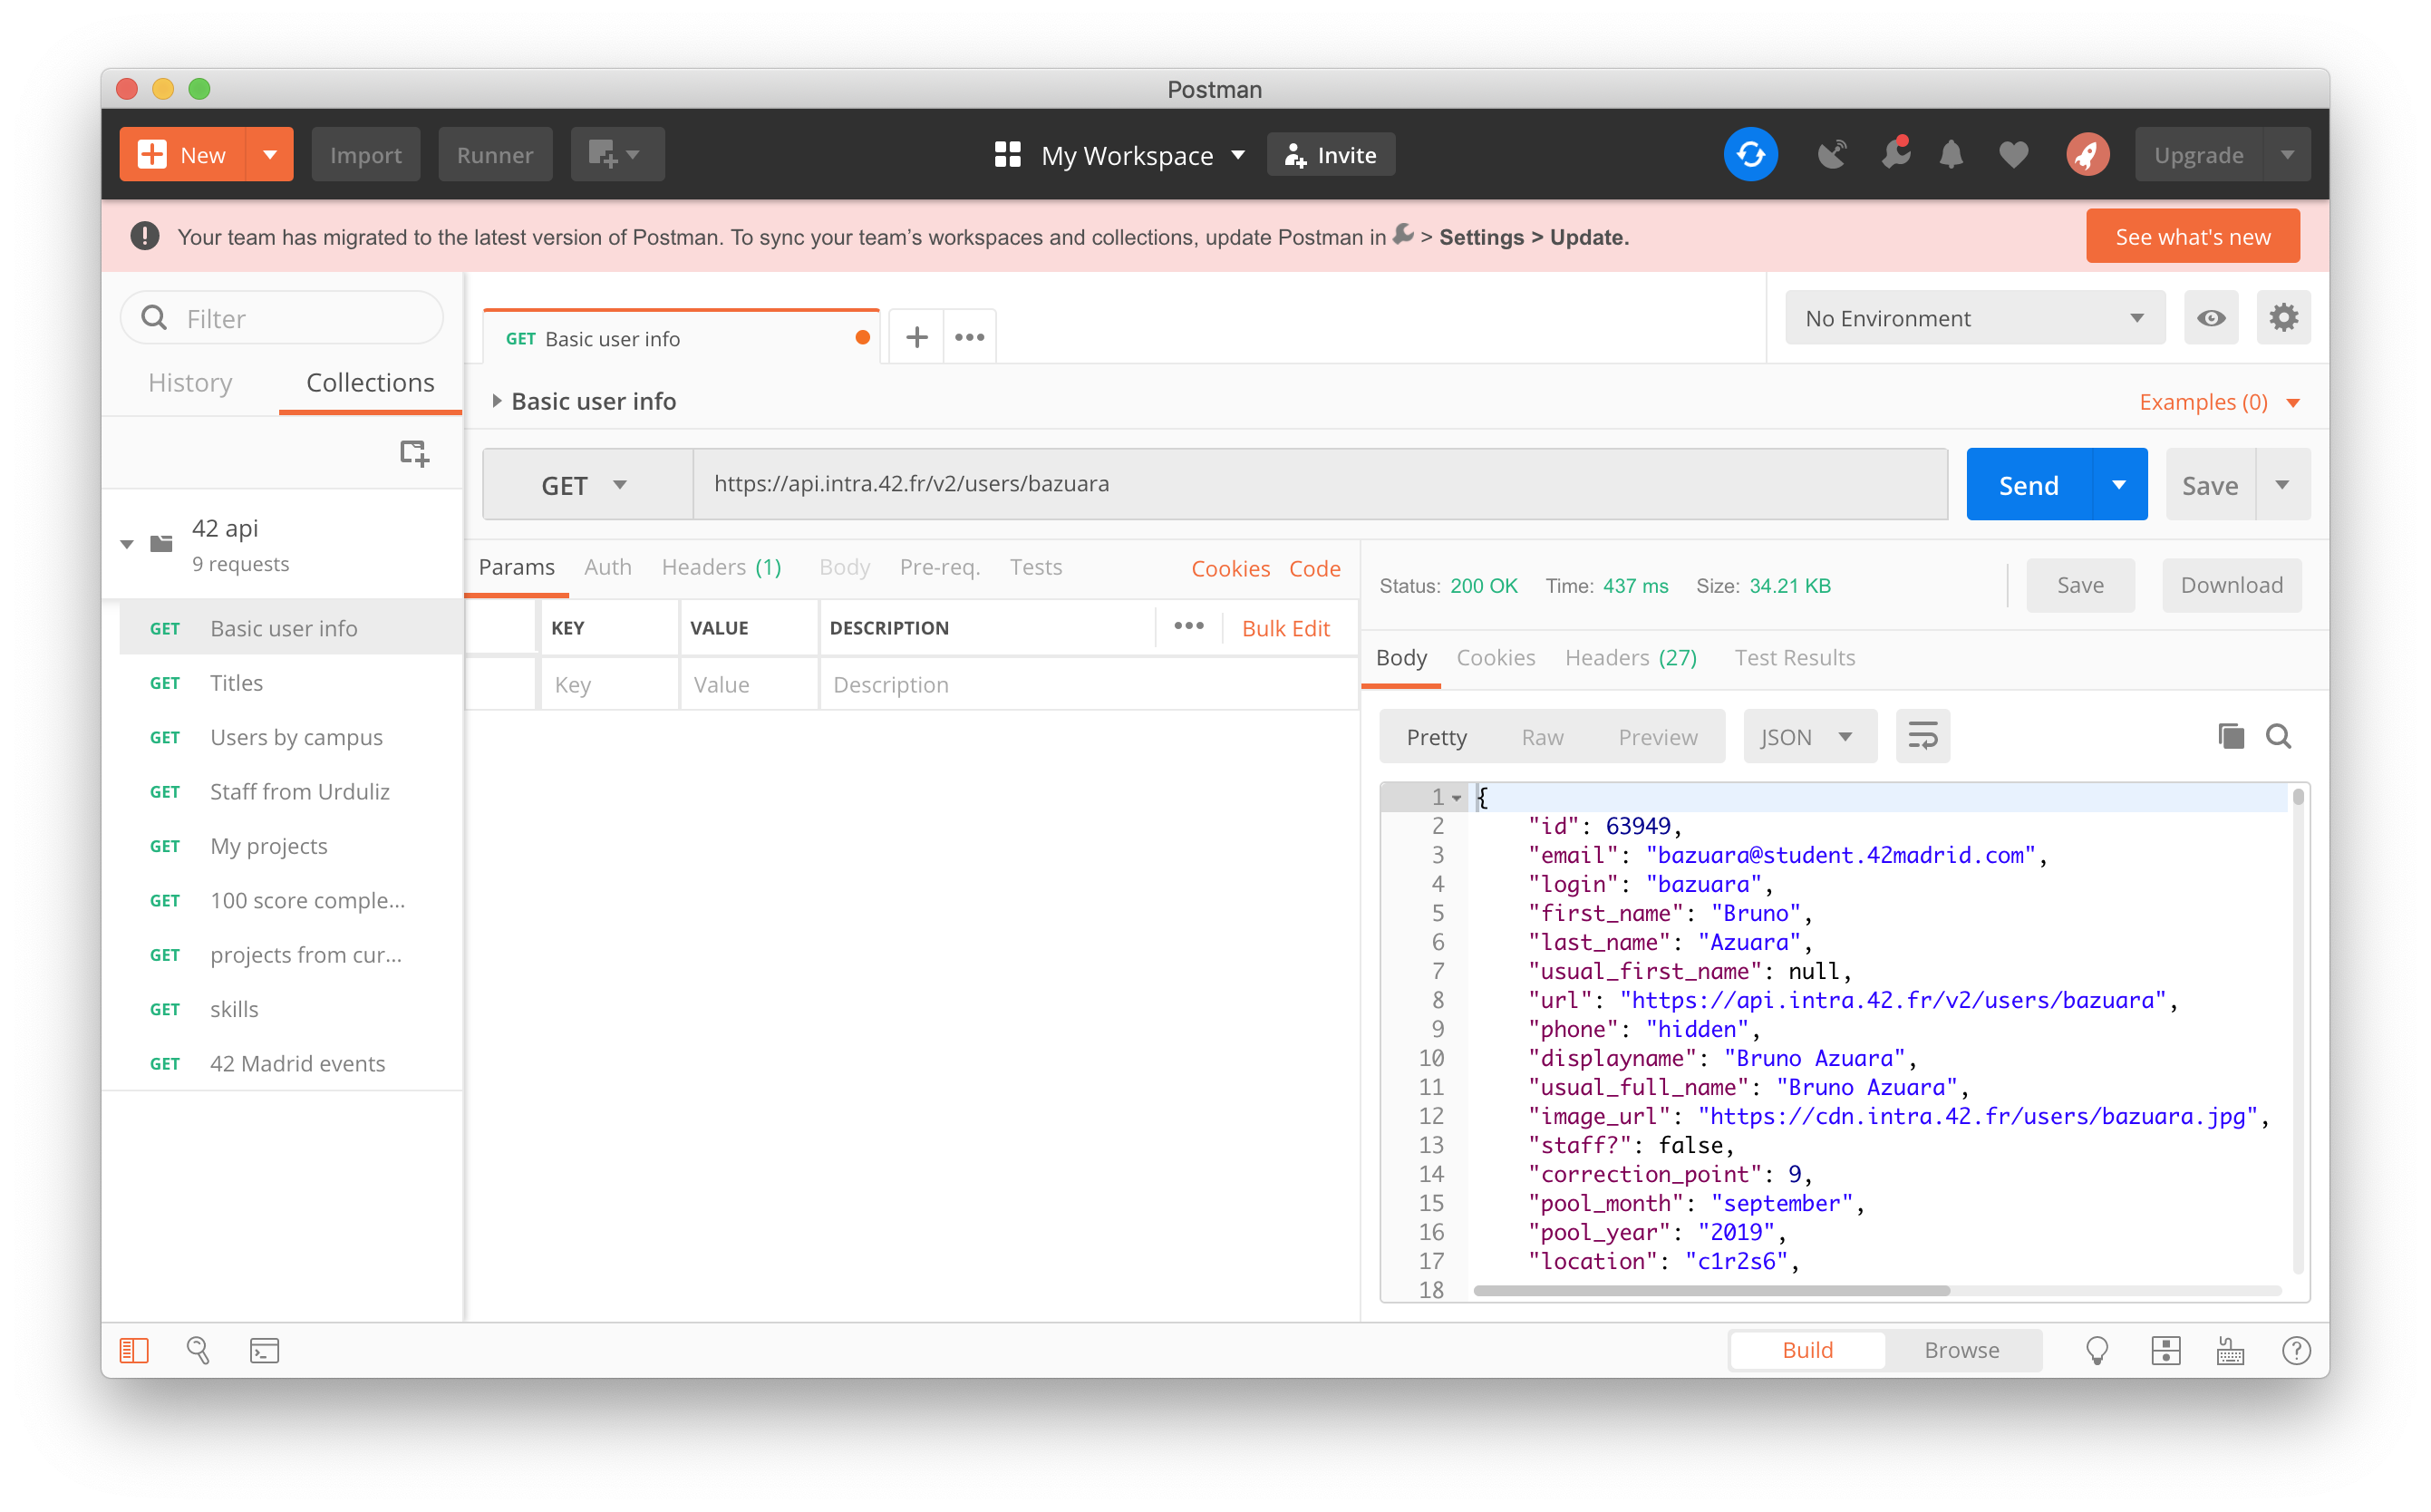 Postman
New
Import
Runner
My Workspace
Invite
Upgrade
Your team has migrated to the latest version of Postman. To sync your team’s workspaces and collections, update Postman in > Settings > Update.
See what's new
Filter
History
Collections
42 api
9 requests
GET Basic user info
GET Titles
GET Users by campus
GET Staff from Urduliz
GET My projects
GET 100 score comple...
GET projects from cur...
GET skills
GET 42 Madrid events
GET Basic user info
No Environment
Basic user info
Examples (0)
GET
https://api.intra.42.fr/v2/users/bazuara
Send
Save
Params Auth Headers (1) Body Pre-req. Tests Cookies Code
KEY VALUE DESCRIPTION Bulk Edit
Key Value Description
Status: 200 OK Time: 437 ms Size: 34.21 KB Save Download
Body Cookies Headers (27) Test Results
Pretty Raw Preview JSON
1 {
2 "id": 63949,
3 "email": "bazuara@student.42madrid.com",
4 "login": "bazuara",
5 "first_name": "Bruno",
6 "last_name": "Azuara",
7 "usual_first_name": null,
8 "url": "https://api.intra.42.fr/v2/users/bazuara",
9 "phone": "hidden",
10 "displayname": "Bruno Azuara",
11 "usual_full_name": "Bruno Azuara",
12 "image_url": "https://cdn.intra.42.fr/users/bazuara.jpg",
13 "staff?": false,
14 "correction_point": 9,
15 "pool_month": "september",
16 "pool_year": "2019",
17 "location": "c1r2s6",
18
Build
Browse